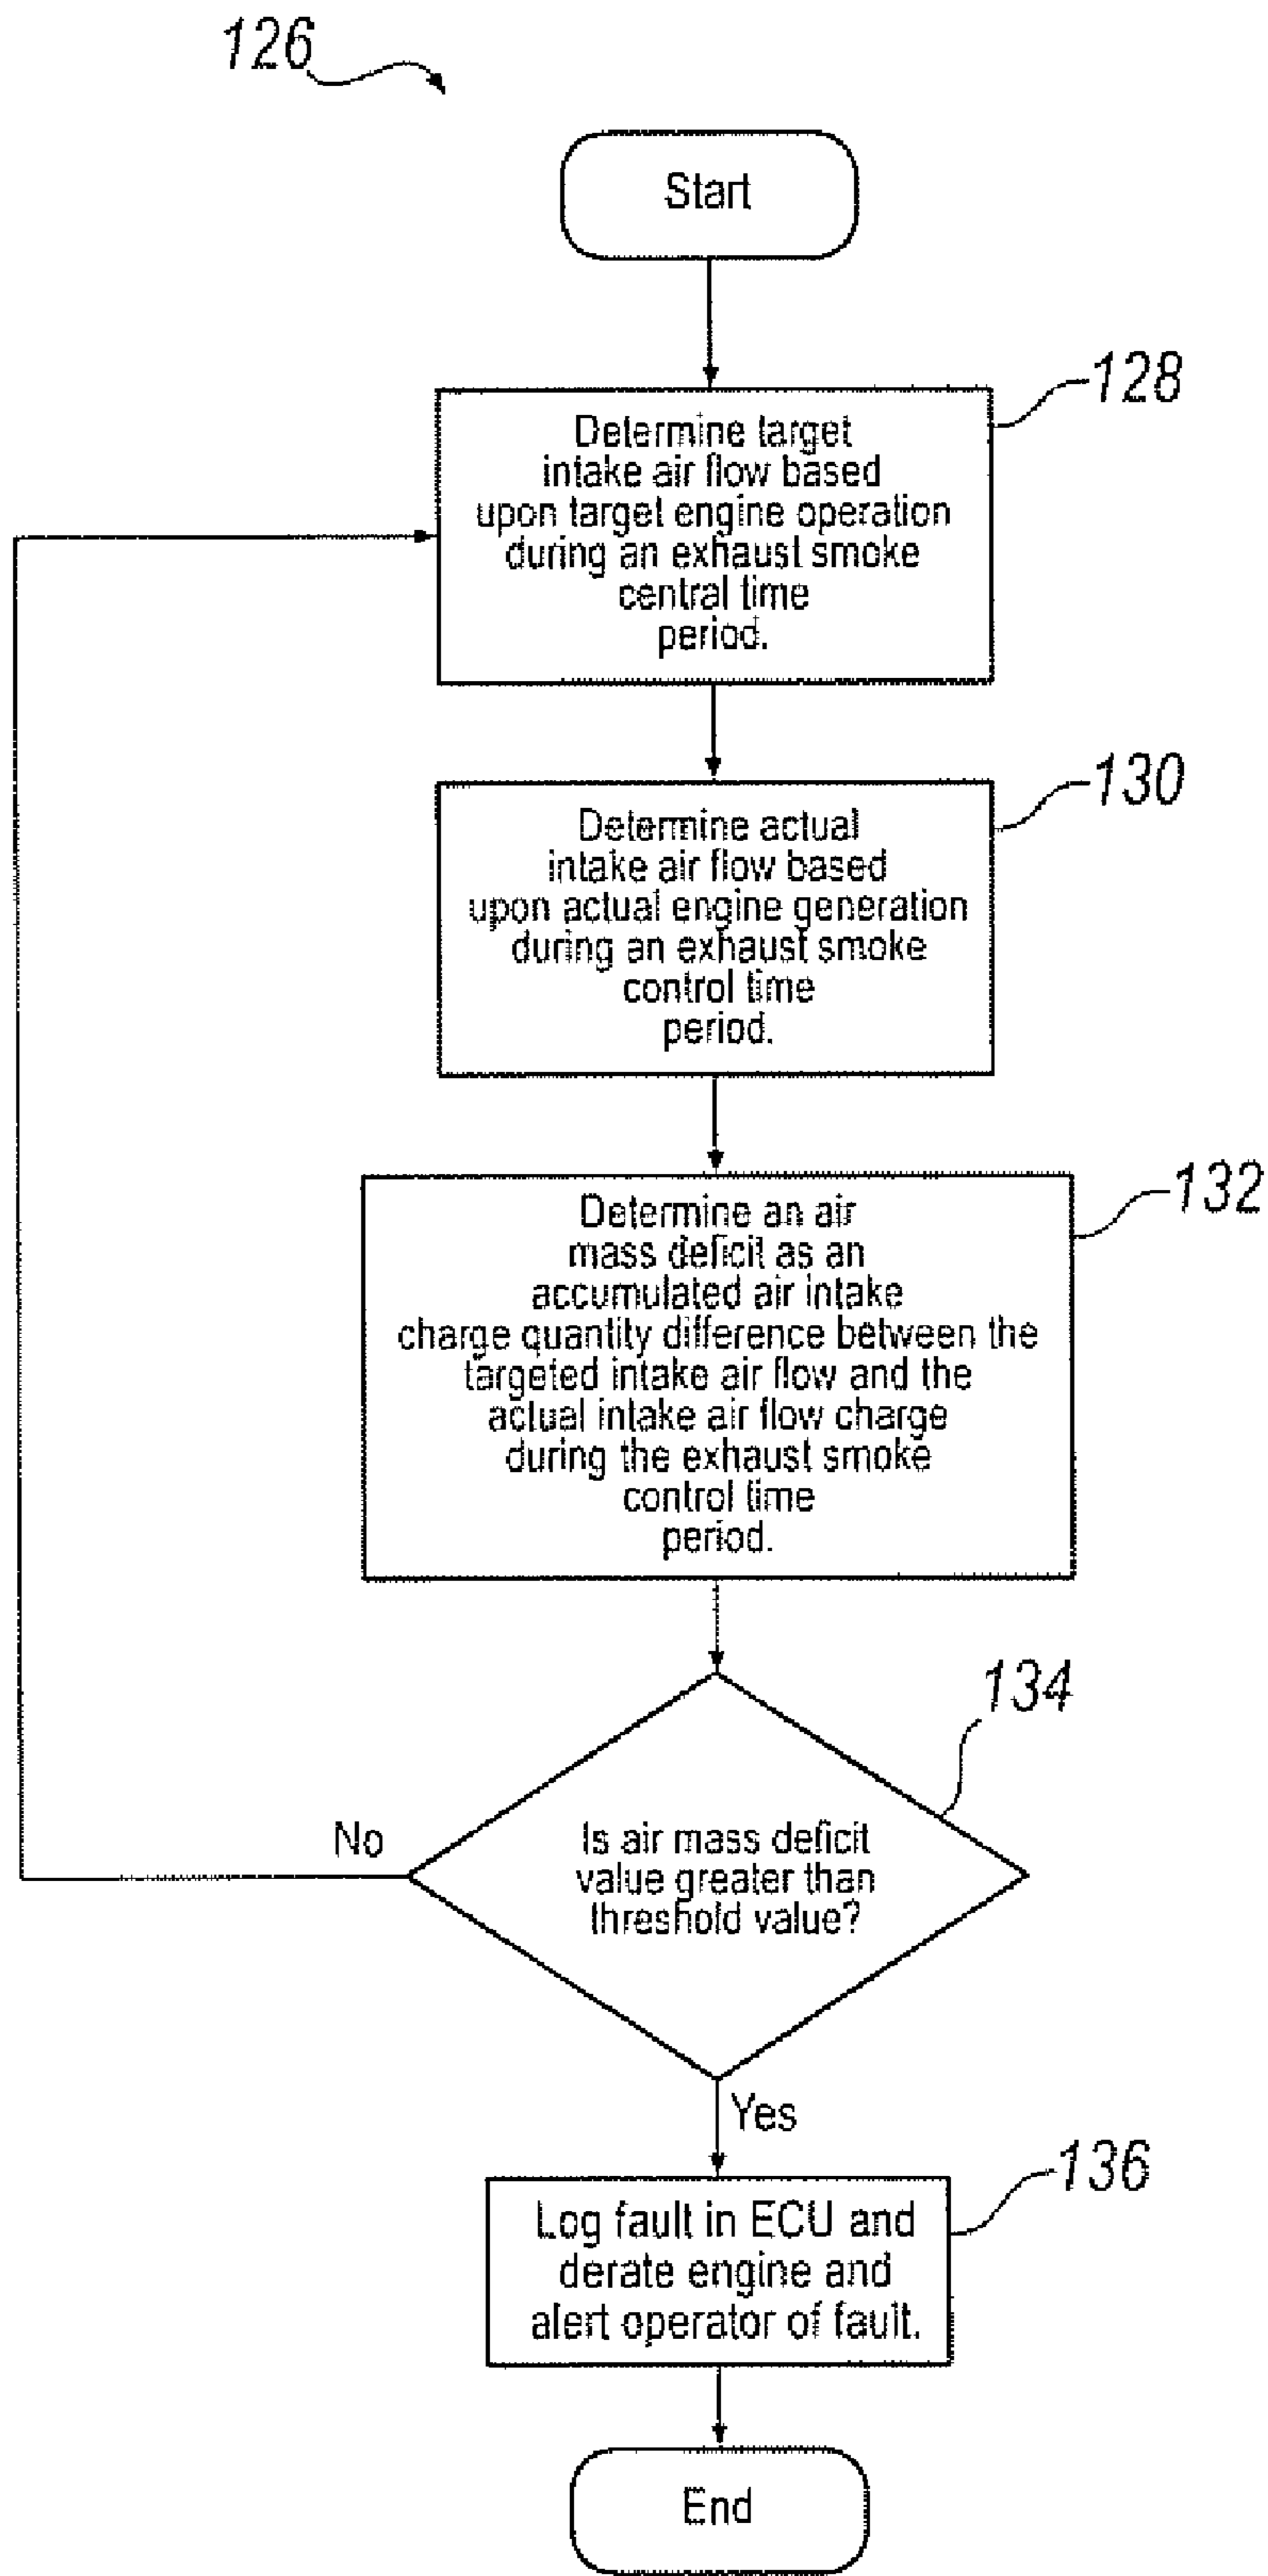 126
Start
128
Determine target
intake air flow based
upon target engine operation
during an exhaust smoke
central time
period.
130
Determine actual
intake air flow based
upon actual engine generation
during an exhaust smoke
control time
period.
132
Determine an air
mass deficit as an
accumulated air intake
charge quantity difference between the
targeted intake air flow and the
actual intake air flow charge
during the exhaust smoke
control time
period.
134
No
Is air mass deficit
value greater than
threshold value?
Yes
136
Log fault in ECU and
derate engine and
alert operator of fault.
End